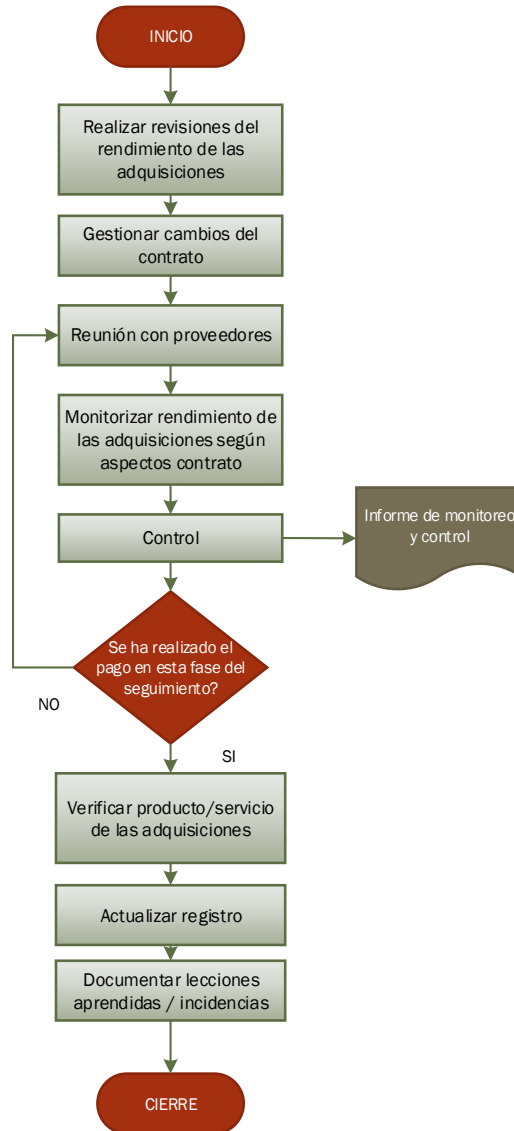 INICIO
Realizar revisiones del
rendimiento de las
adquisiciones
Gestionar cambios del
contrato
Reunión con proveedores
Monitorizar rendimiento de
las adquisiciones según
aspectos contrato
Control
Informe de monitoreo
y control
Se ha realizado el
pago en esta fase del
seguimiento?
NO
SI
Verificar producto/servicio
de las adquisiciones
Actualizar registro
Documentar lecciones
aprendidas / incidencias
CIERRE